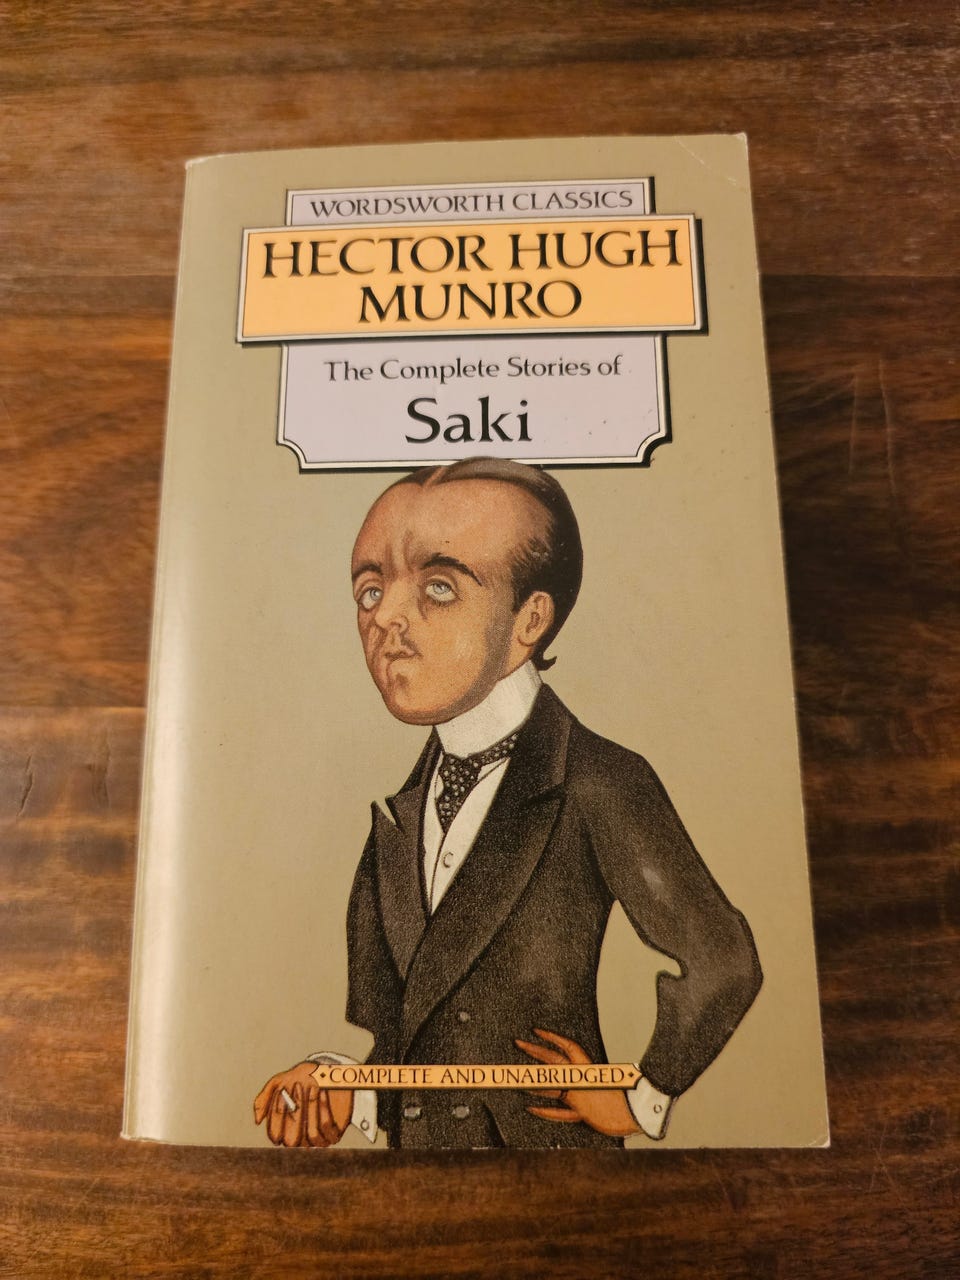 WORDSWORTH CLASSICS
HECTOR HUGH
MUNRO
The Complete Stories of
Saki
COMPLETE AND UNABRIDGED